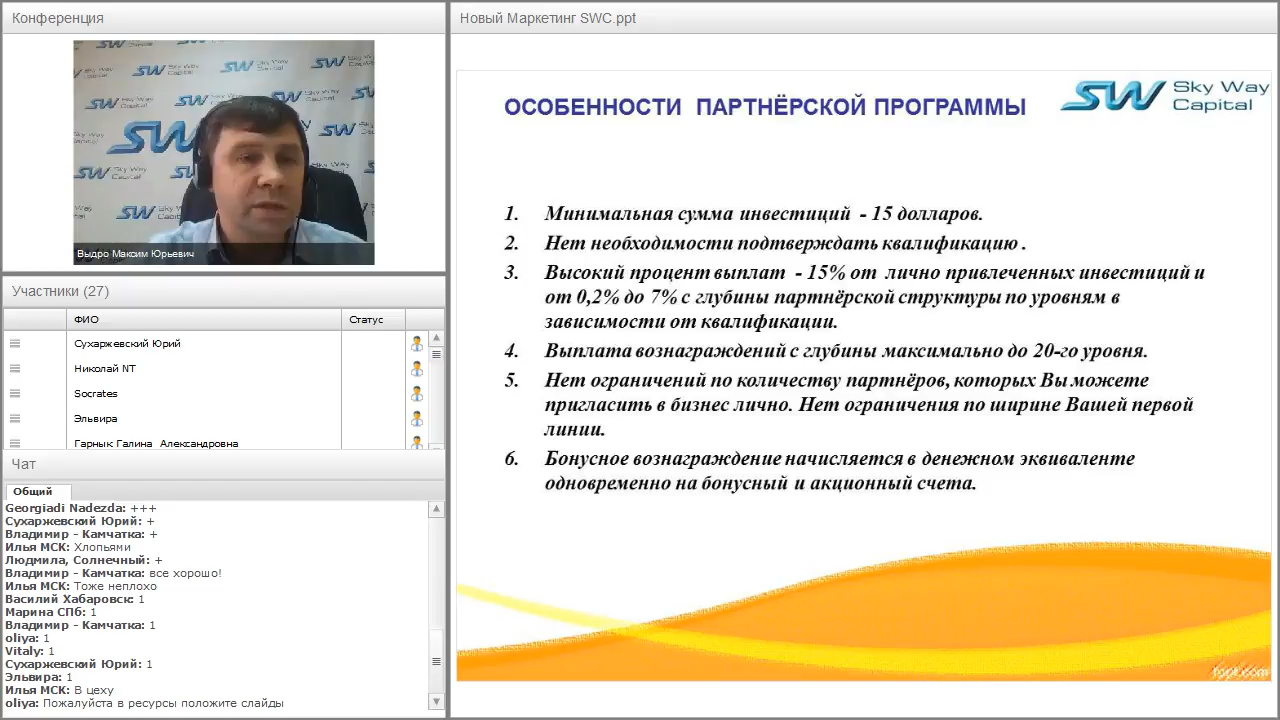 Конференция
SW Sky Way Capital
Выдро Максим Юрьевич
Участники (27)
ФИО
Статус
Сухаржевский Юрий
Николай NT
Socrates
Эльвира
Гарнык Галина Александровна
Чат
Общий
Georgiadi Nadezda: +++
Сухаржевский Юрий: +
Владимир - Камчатка: +
Илья МСК: Хлопьями
Людмила, Солнечный: +
Владимир - Камчатка: все хорошо!
Илья МСК: Тоже неплохо
Василий Хабаровск: 1
Марина СПб: 1
Владимир - Камчатка: 1
oliya: 1
Vitaly: 1
Сухаржевский Юрий: 1
Эльвира: 1
Илья МСК: В цеху
oliya: Пожалуйста в ресурсы положите слайды
Новый Маркетинг SWC.ppt
ОСОБЕННОСТИ ПАРТНЁРСКОЙ ПРОГРАММЫ
SW Sky Way
Capital
1. Минимальная сумма инвестиций - 15 долларов.
2. Нет необходимости подтверждать квалификацию .
3. Высокий процент выплат - 15% от лично привлеченных инвестиций и
от 0,2% до 7% с глубины партнёрской структуры по уровням в
зависимости от квалификации.
4. Выплата вознаграждений с глубины максимально до 20-го уровня.
5. Нет ограничений по количеству партнёров, которых Вы можете
пригласить в бизнес лично. Нет ограничения по ширине Вашей первой
линии.
6. Бонусное вознаграждение начисляется в денежном эквиваленте
одновременно на бонусный и акционный счета.
fppt.com